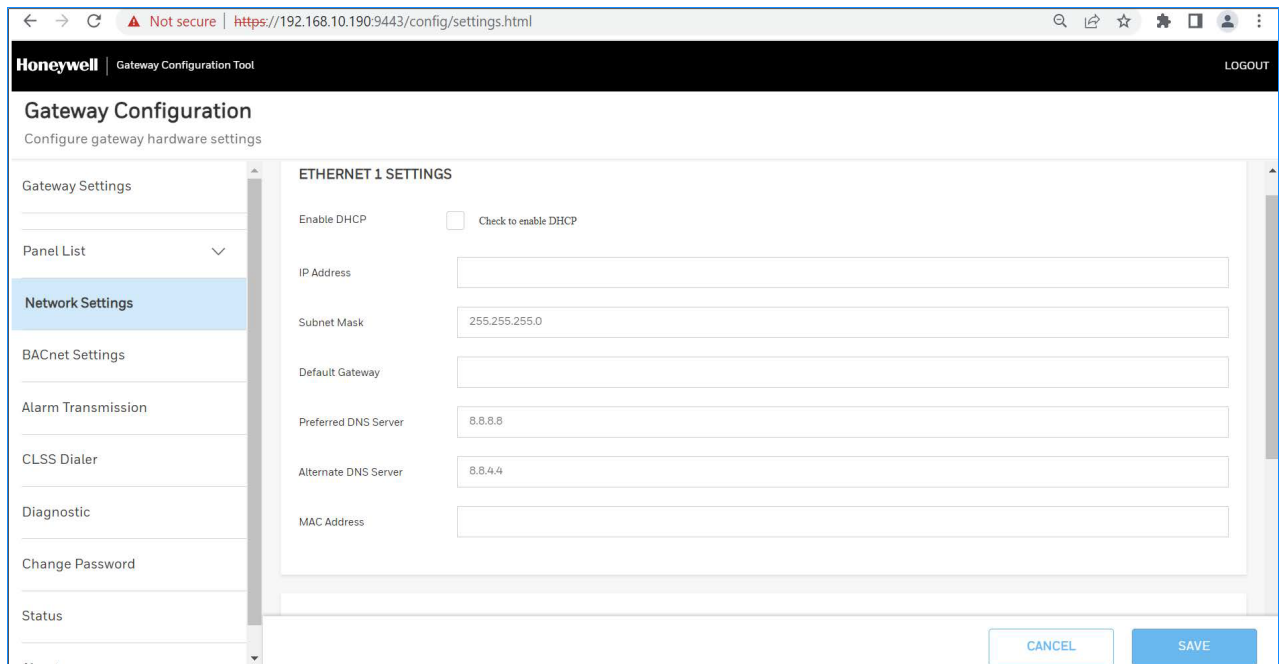 Not secure | https://192.168.10.190:9443/config/settings.html
Honeywell | Gateway Configuration Tool
LOGOUT
Gateway Configuration
Configure gateway hardware settings
Gateway Settings
Panel List
Network Settings
BACnet Settings
Alarm Transmission
CLSS Dialer
Diagnostic
Change Password
Status
ETHERNET 1 SETTINGS
Enable DHCP Check to enable DHCP
IP Address
Subnet Mask 255.255.255.0
Default Gateway
Preferred DNS Server 8.8.8.8
Alternate DNS Server 8.8.4.4
MAC Address
CANCEL SAVE